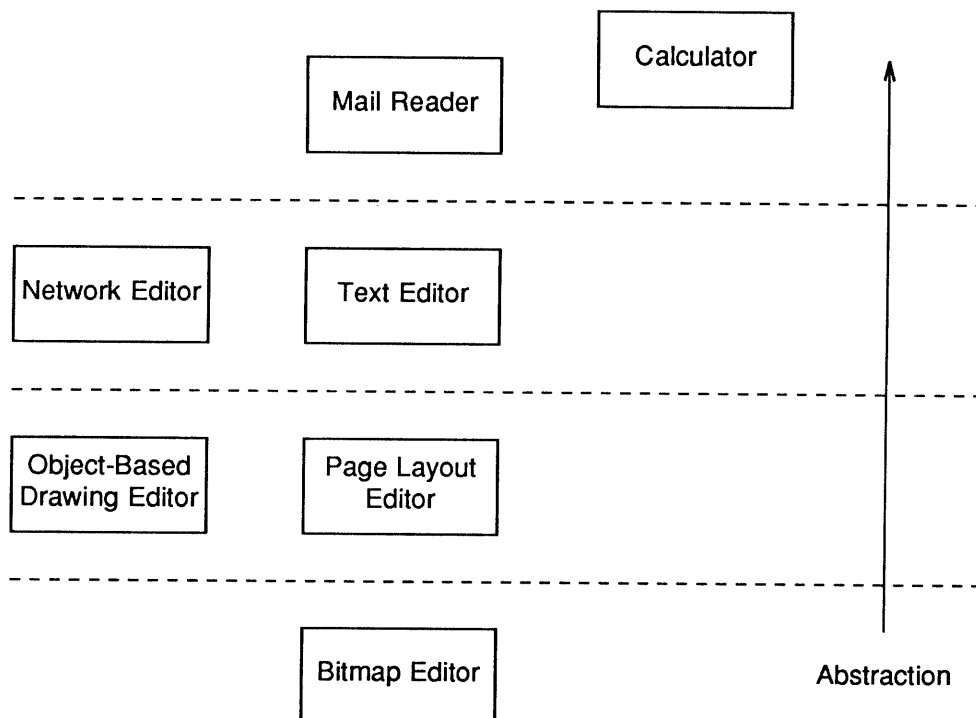 Calculator
Mail Reader
Network Editor
Text Editor
Object-Based
Drawing Editor
Page Layout
Editor
Bitmap Editor
Abstraction